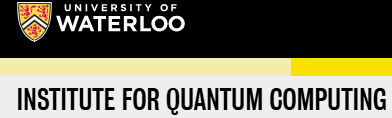 UNIVERSITY OF
WATERLOO
INSTITUTE FOR QUANTUM COMPUTING